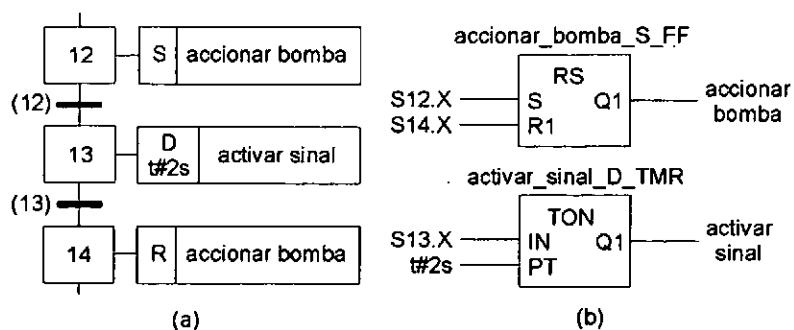 12
S
accionar bomba
(12)
13
D
t#2s
activar sinal
(13)
14
R
accionar bomba
(a)
accionar_bomba_S_FF
RS
S12.X
S
Q1
accionar
bomba
S14.X
R1
activar_sinal_D_TMR
TON
S13.X
IN
Q1
activar
sinal
t#2s
PT
(b)